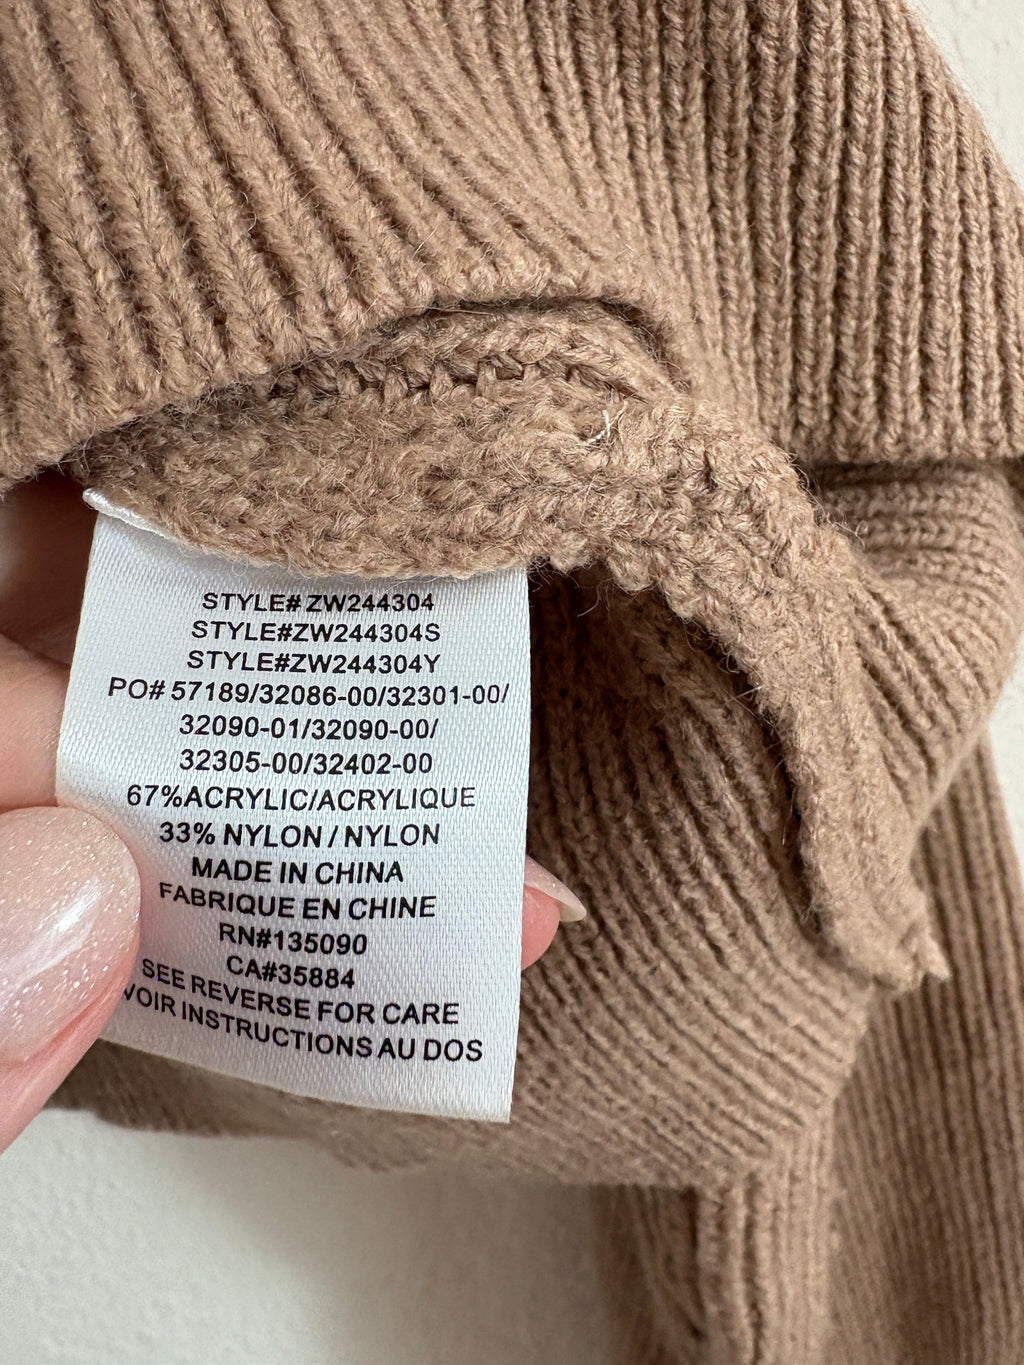 STYLE# ZW244304
STYLE#ZW244304S
STYLE#ZW244304Y
PO# 57189/32086-00/32301-00/
32090-01/32090-00/
32305-00/32402-00
67%ACRYLIC/ACRYLIQUE
33% NYLON / NYLON
MADE IN CHINA
FABRIQUE EN CHINE
RN#135090
CA#35884
SEE REVERSE FOR CARE
VOIR INSTRUCTIONS AU DOS